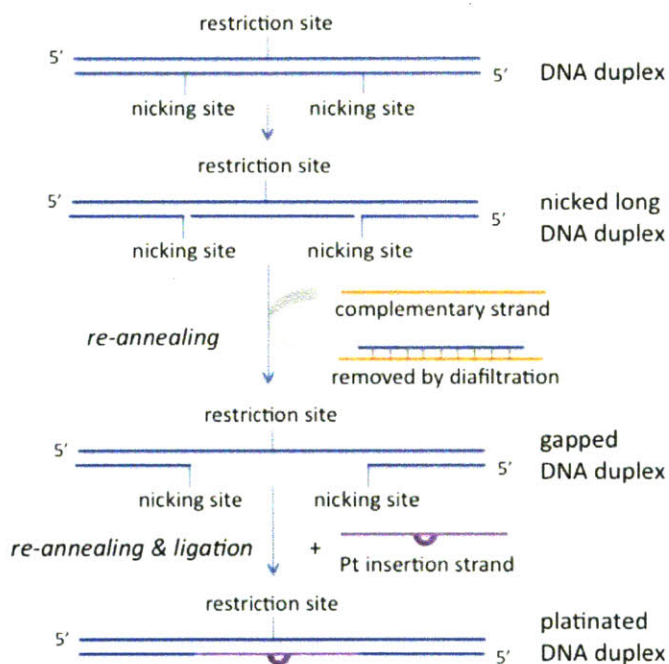 restriction site
5’
5’
DNA duplex
nicking site
nicking site
restriction site
5’
5’
nicked long
DNA duplex
nicking site
nicking site
complementary strand
re-annealing
removed by diafiltration
restriction site
5’
5’
gapped
DNA duplex
nicking site
nicking site
re-annealing & ligation
+
Pt insertion strand
restriction site
5’
5’
platinated
DNA duplex